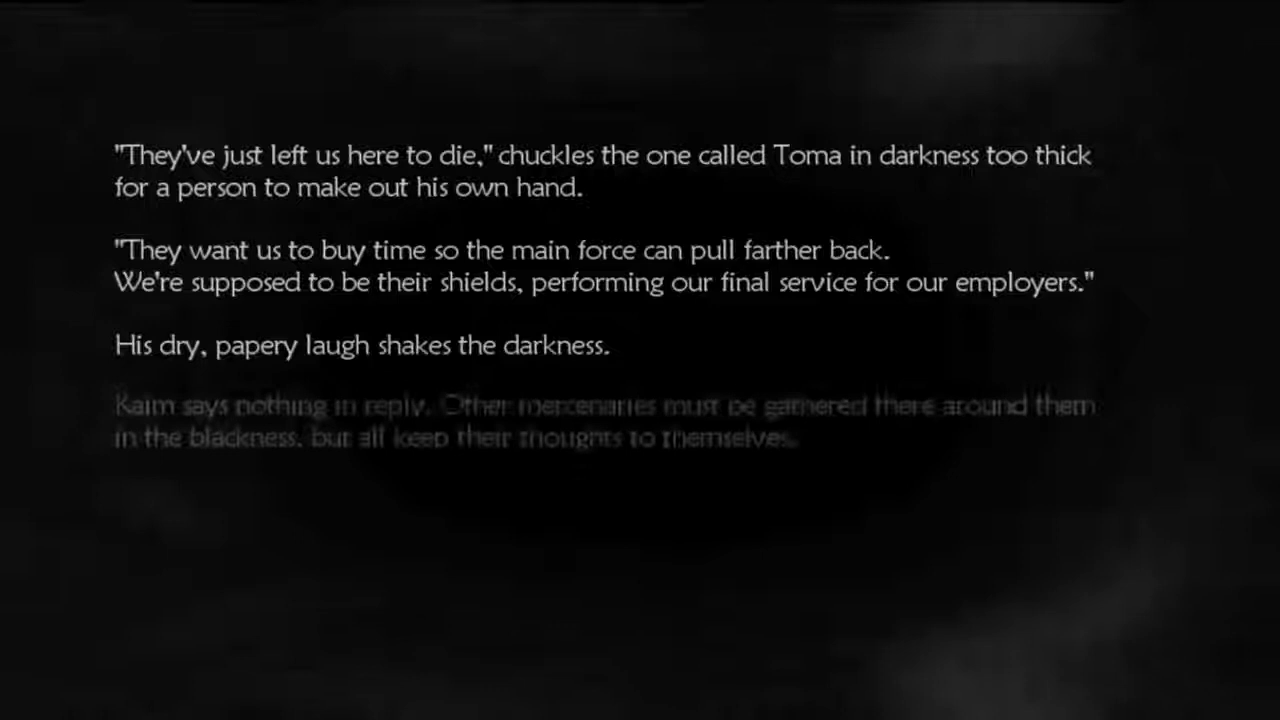 "They've just left us here to die," chuckles the one called Toma in darkness too thick
for a person to make out his own hand.
"They want us to buy time so the main force can pull farther back.
We're supposed to be their shields, performing our final service for our employers."
His dry, papery laugh shakes the darkness.
Kaim says nothing in reply. Other mercenaries must be gathered there around them
in the blackness, but all keep their thoughts to themselves.